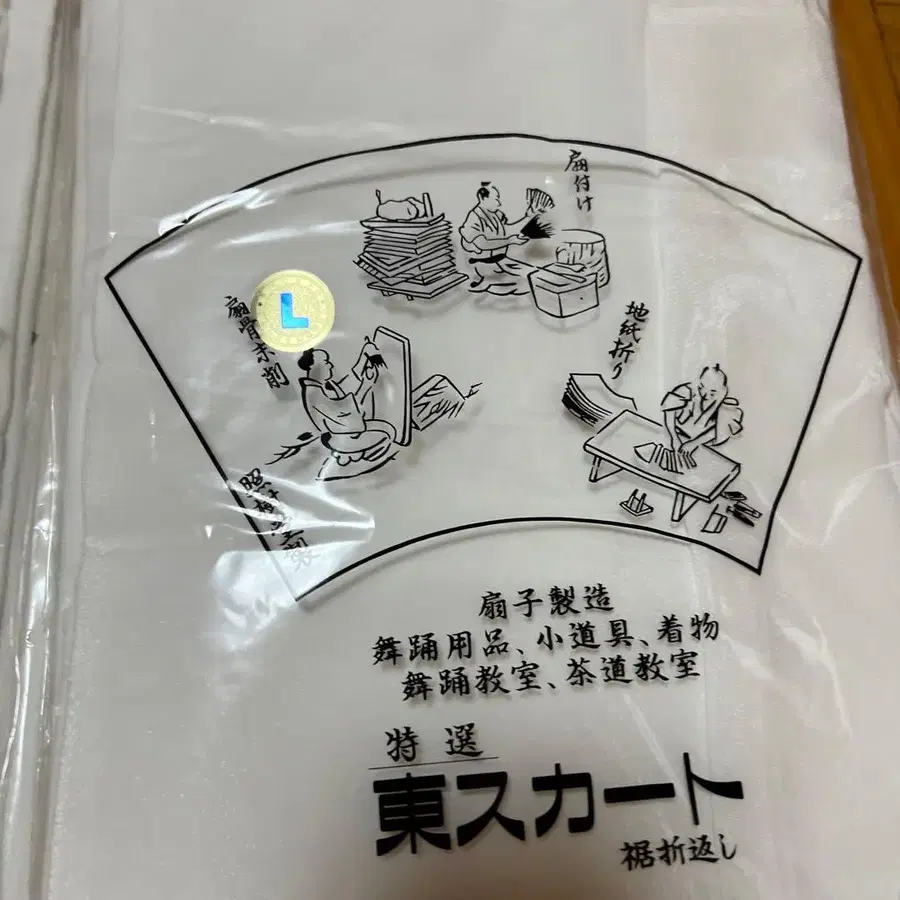 扇付け
L
扇骨末削
地紙折り
扇子製造
舞踊用品、小道具、着物
舞踊教室、茶道教室
特選
東スカート
裾折返し